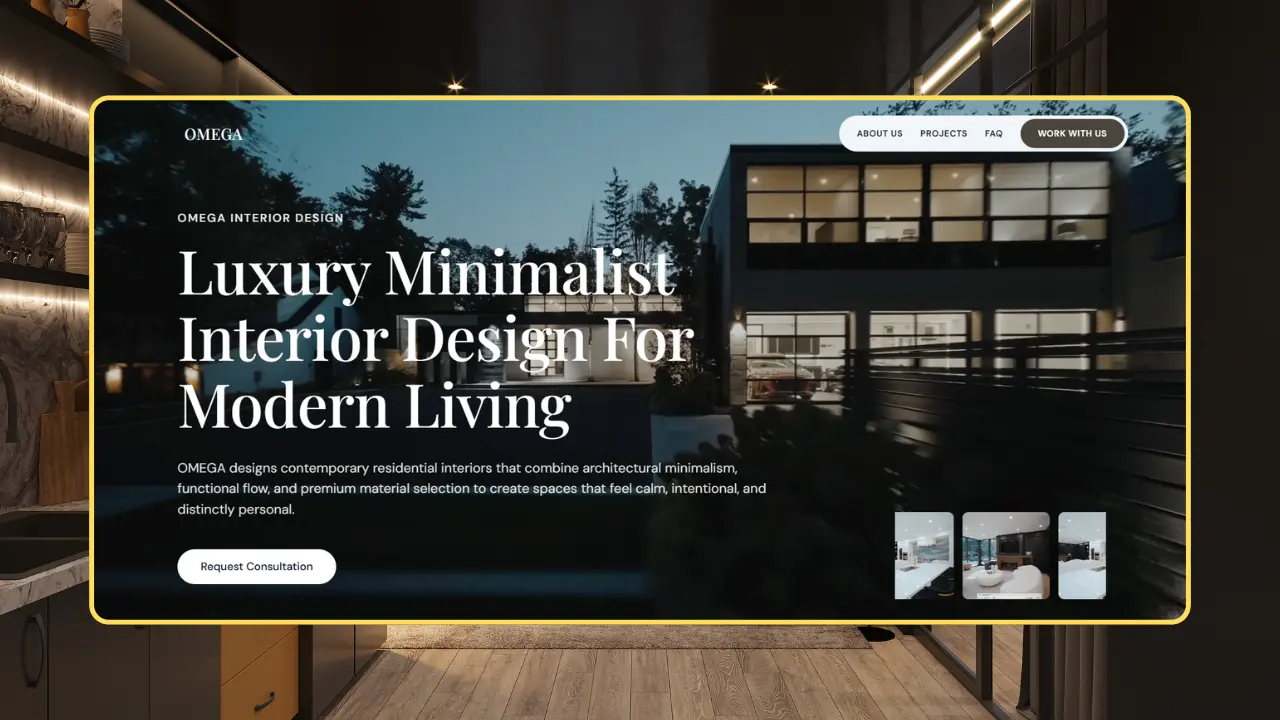 OMEGA
ABOUT US PROJECTS FAQ WORK WITH US
OMEGA INTERIOR DESIGN
Luxury Minimalist
Interior Design For
Modern Living
OMEGA designs contemporary residential interiors that combine architectural minimalism,
functional flow, and premium material selection to create spaces that feel calm, intentional, and
distinctly personal.
Request Consultation